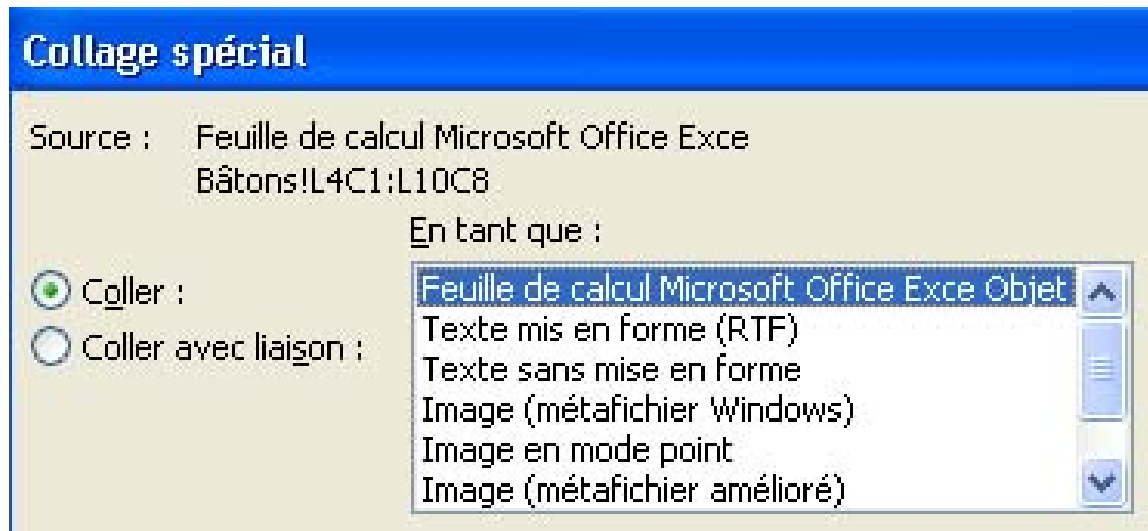 Collage spécial
Source : Feuille de calcul Microsoft Office Exce
Bâtons!L4C1:L10C8
En tant que :
Coller :
Coller avec liaison :
Feuille de calcul Microsoft Office Exce Objet
Texte mis en forme (RTF)
Texte sans mise en forme
Image (métafichier Windows)
Image en mode point
Image (métafichier amélioré)